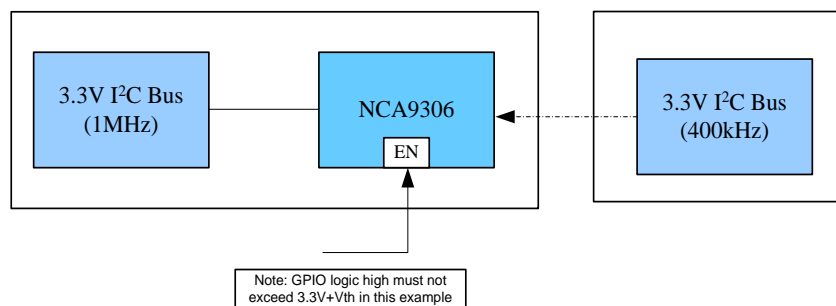 3.3V I²C Bus
(1MHz)
NCA9306
EN
3.3V I²C Bus
(400kHz)
Note: GPIO logic high must not
exceed 3.3V+Vth in this example